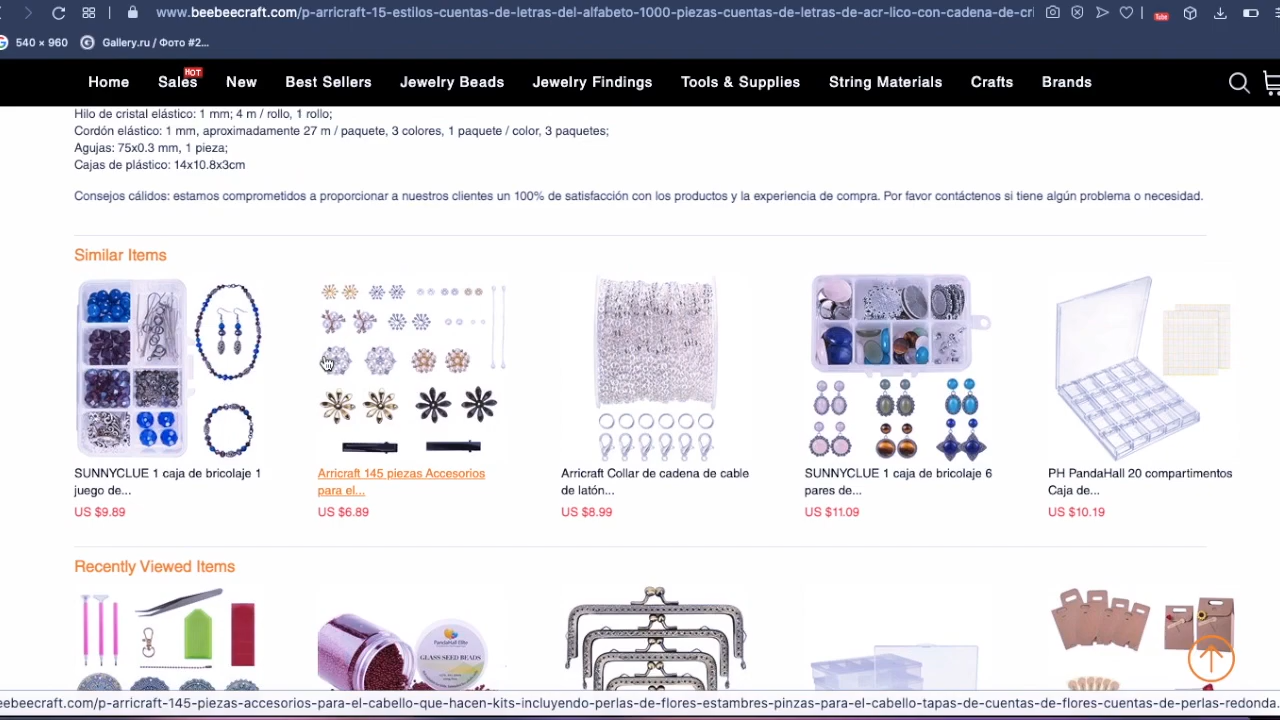 www.beebeecraft.com/p-arricraft-15-estilos-cuentas-de-letras-del-alfabeto-1000-piezas-cuentas-de-letras-de-acr-lico-con-cadena-de-cri
540 × 960
Gallery.ru / Фото #2...
Home Sales HOT New Best Sellers Jewelry Beads Jewelry Findings Tools & Supplies String Materials Crafts Brands
Hilo de cristal elástico: 1 mm; 4 m / rollo, 1 rollo;
Cordón elástico: 1 mm, aproximadamente 27 m / paquete, 3 colores, 1 paquete / color, 3 paquetes;
Agujas: 75x0.3 mm, 1 pieza;
Cajas de plástico: 14x10.8x3cm
Consejos cálidos: estamos comprometidos a proporcionar a nuestros clientes un 100% de satisfacción con los productos y la experiencia de compra. Por favor contáctenos si tiene algún problema o necesidad.
Similar Items
SUNNYCLUE 1 caja de bricolaje 1
juego de...
US $9.89
Arricraft 145 piezas Accesorios
para el...
US $6.89
Arricraft Collar de cadena de cable
de latón...
US $8.99
SUNNYCLUE 1 caja de bricolaje 6
pares de...
US $11.09
PH PandaHall 20 compartimentos
Caja de...
US $10.19
Recently Viewed Items
PandaHall Elite
GLASS SEED BEADS
eebeecraft.com/p-arricraft-145-piezas-accesorios-para-el-cabello-que-hacen-kits-incluyendo-perlas-de-flores-estambres-pinzas-para-el-cabello-tapas-de-cuentas-de-flores-cuentas-de-perlas-redonda.